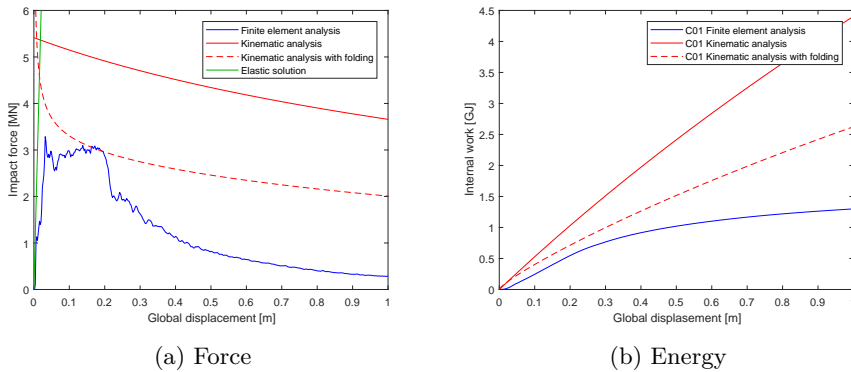 6
5
4
3
2
1
0
Impact force [MN]
Finite element analysis
Kinematic analysis
Kinematic analysis with folding
Elastic solution
0 0.1 0.2 0.3 0.4 0.5 0.6 0.7 0.8 0.9 1
Global displacement [m]
(a) Force
4.5
4
3.5
3
2.5
2
1.5
1
0.5
0
Internal work [GJ]
C01 Finite element analysis
C01 Kinematic analysis
C01 Kinematic analysis with folding
0 0.1 0.2 0.3 0.4 0.5 0.6 0.7 0.8 0.9
Global displasement [m]
(b) Energy